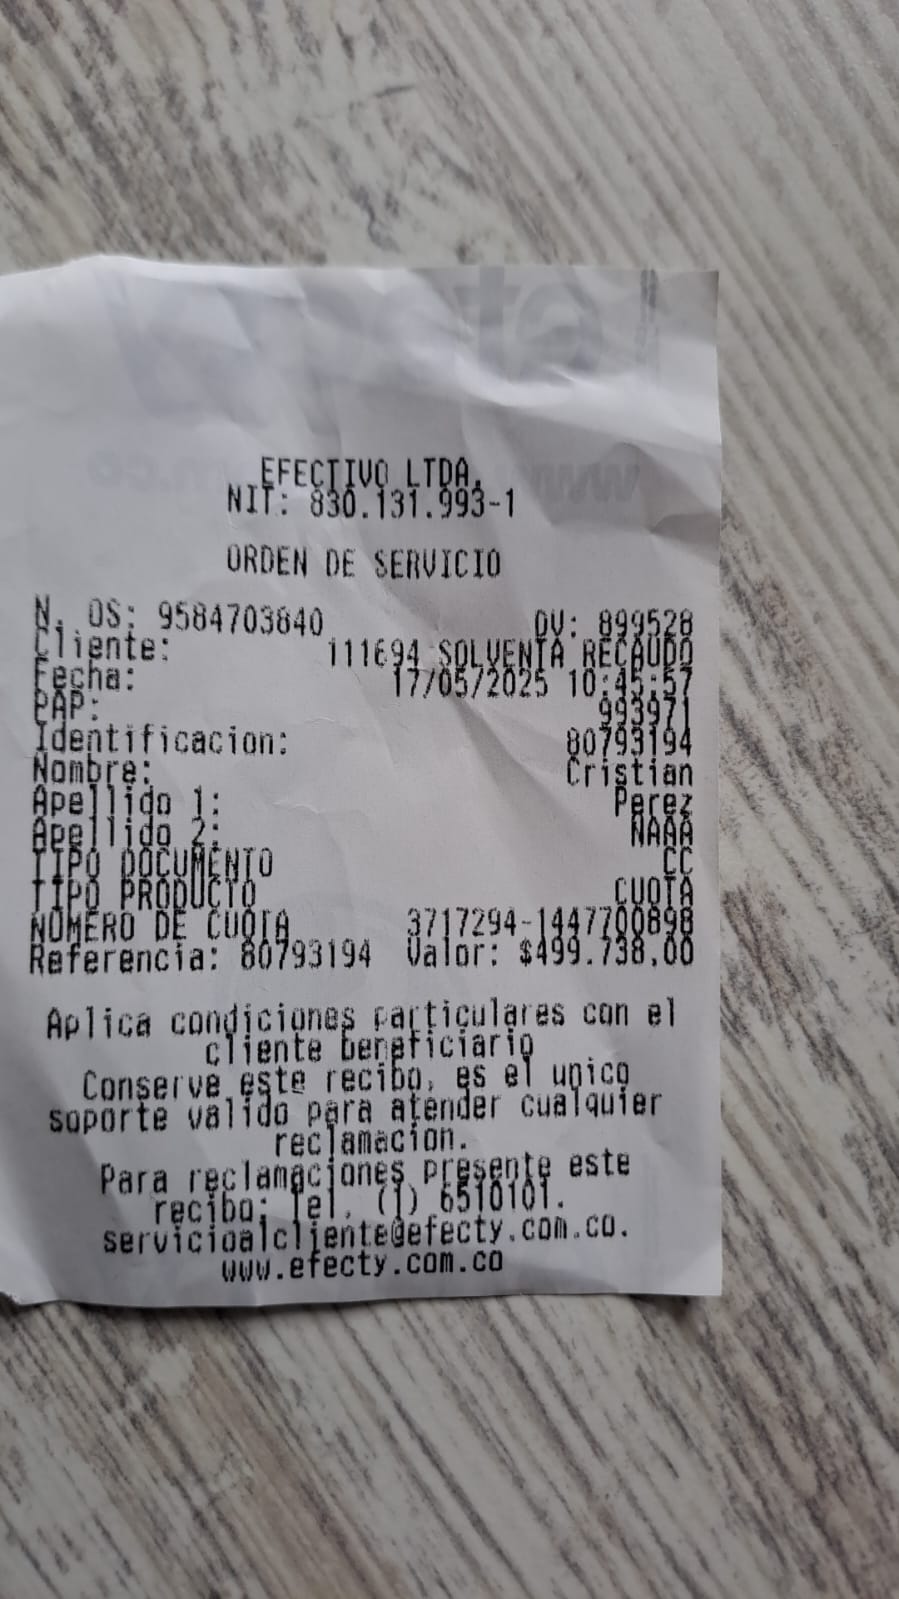 EFECTIVO LTDA.
NIT: 830.131.993-1
ORDEN DE SERVICIO
N. OS: 9584703840 DV: 899528
Cliente: 111694 SOLVENTA RECAUDO
Fecha: 17/05/2025 10:45:57
PAP: 993971
Identificacion: 80793194
Nombre: Cristian
Apellido 1: Perez
Apellido 2: NAAA
TIPO DOCUMENTO CC
TIPO PRODUCTO CUOTA
NUMERO DE CUOTA 3717294-1447700898
Referencia: 80793194 Valor: $499.738,00
Aplica condiciones particulares con el
cliente beneficiario
Conserve este recibo, es el unico
soporte valido para atender cualquier
reclamacion.
Para reclamaciones presente este
recibo; Tel. (1) 6510101.
servicioalcliente@efecty.com.co.
www.efecty.com.co